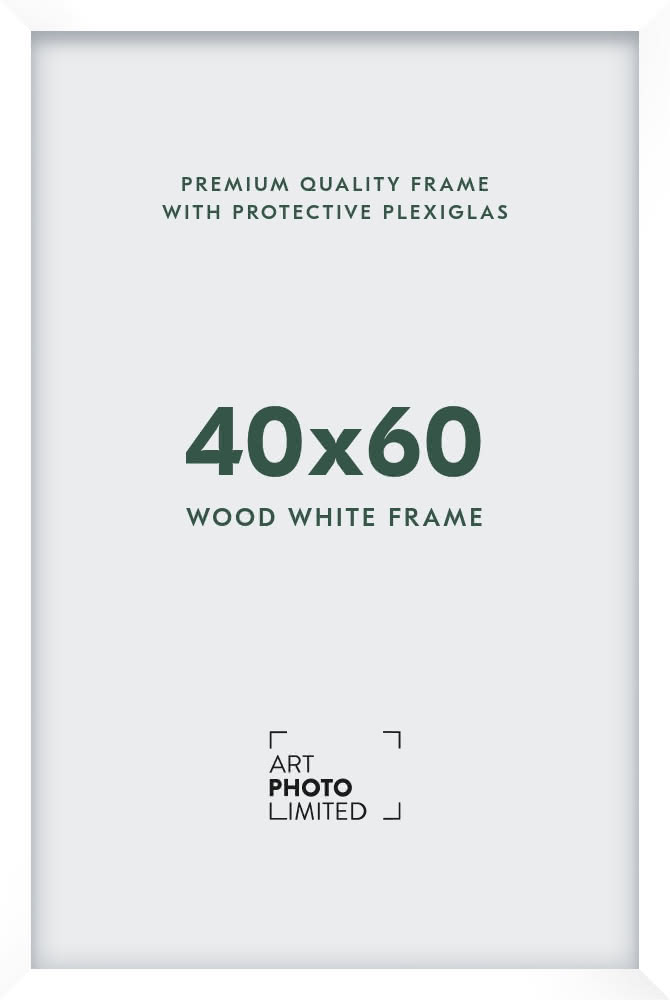 PREMIUM QUALITY FRAME
WITH PROTECTIVE PLEXIGLAS
40x60
WOOD WHITE FRAME
ART
PHOTO
LIMITED